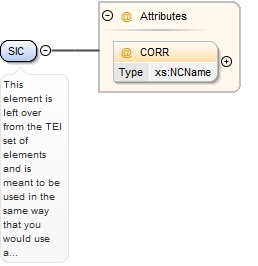 Attributes
CORR
Type xs:NCName
SIC
This
element is
left over
from the TEI
set of
elements
and is
meant to be
used in the
same way
that you
would use
a...